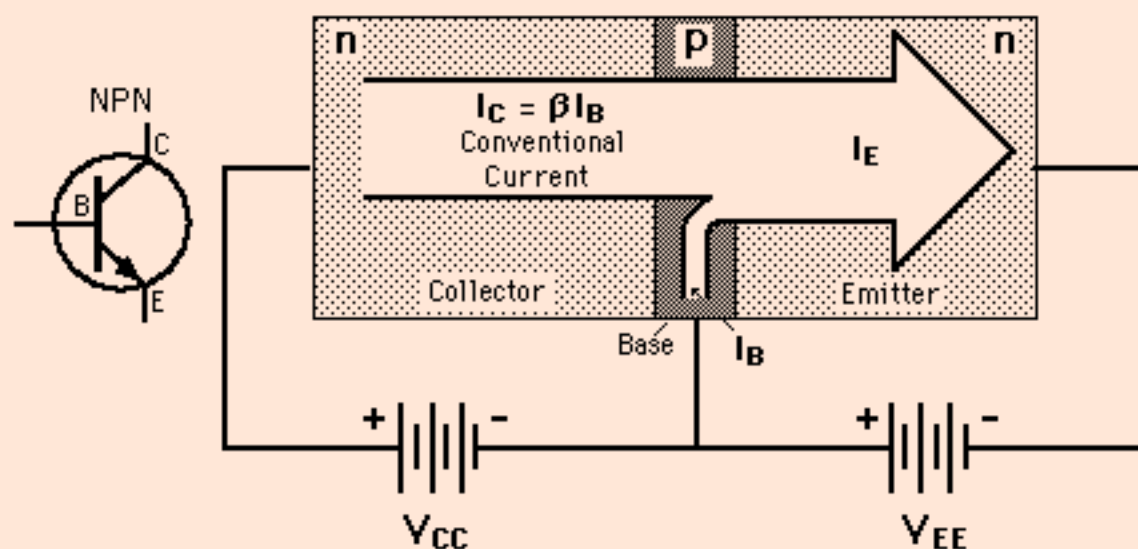 n
p
n
NPN
C
B
E
I_C = βI_B
Conventional
Current
I_E
Collector
Emitter
Base
I_B
+
-
+
-
V_CC
V_EE